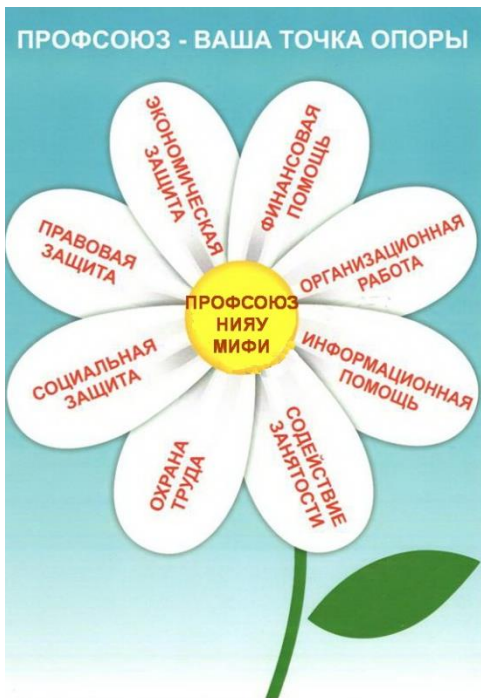 ПРОФСОЮЗ - ВАША ТОЧКА ОПОРЫ
ЭКОНОМИЧЕСКАЯ
ЗАЩИТА
ФИНАНСОВАЯ
ПОМОЩЬ
ОРГАНИЗАЦИОННАЯ
РАБОТА
ИНФОРМАЦИОННАЯ
ПОМОЩЬ
СОДЕЙСТВИЕ
ЗАНЯТОСТИ
ОХРАНА
ТРУДА
СОЦИАЛЬНАЯ
ЗАЩИТА
ПРАВОВАЯ
ЗАЩИТА
ПРОФСОЮЗ
НИЯУ
МИФИ